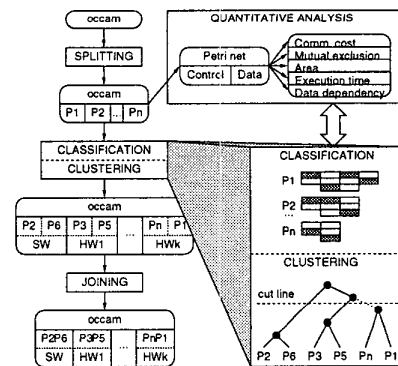 occam
SPLITTING
occam
P1 P2 ... Pn
CLASSIFICATION
CLUSTERING
occam
P2 P6 P3 P5 ... Pn P1
SW HW1 HWk
JOINING
occam
P2P6 P3P5 ... PnP1
SW HW1 HWk
QUANTITATIVE ANALYSIS
Petri net
Control Data
Comm. cost
Mutual exclusion
Area
Execution time
Data dependency
CLASSIFICATION
P1
P2
...
Pn
CLUSTERING
cut line
P2 P6 P3 P5 Pn P1